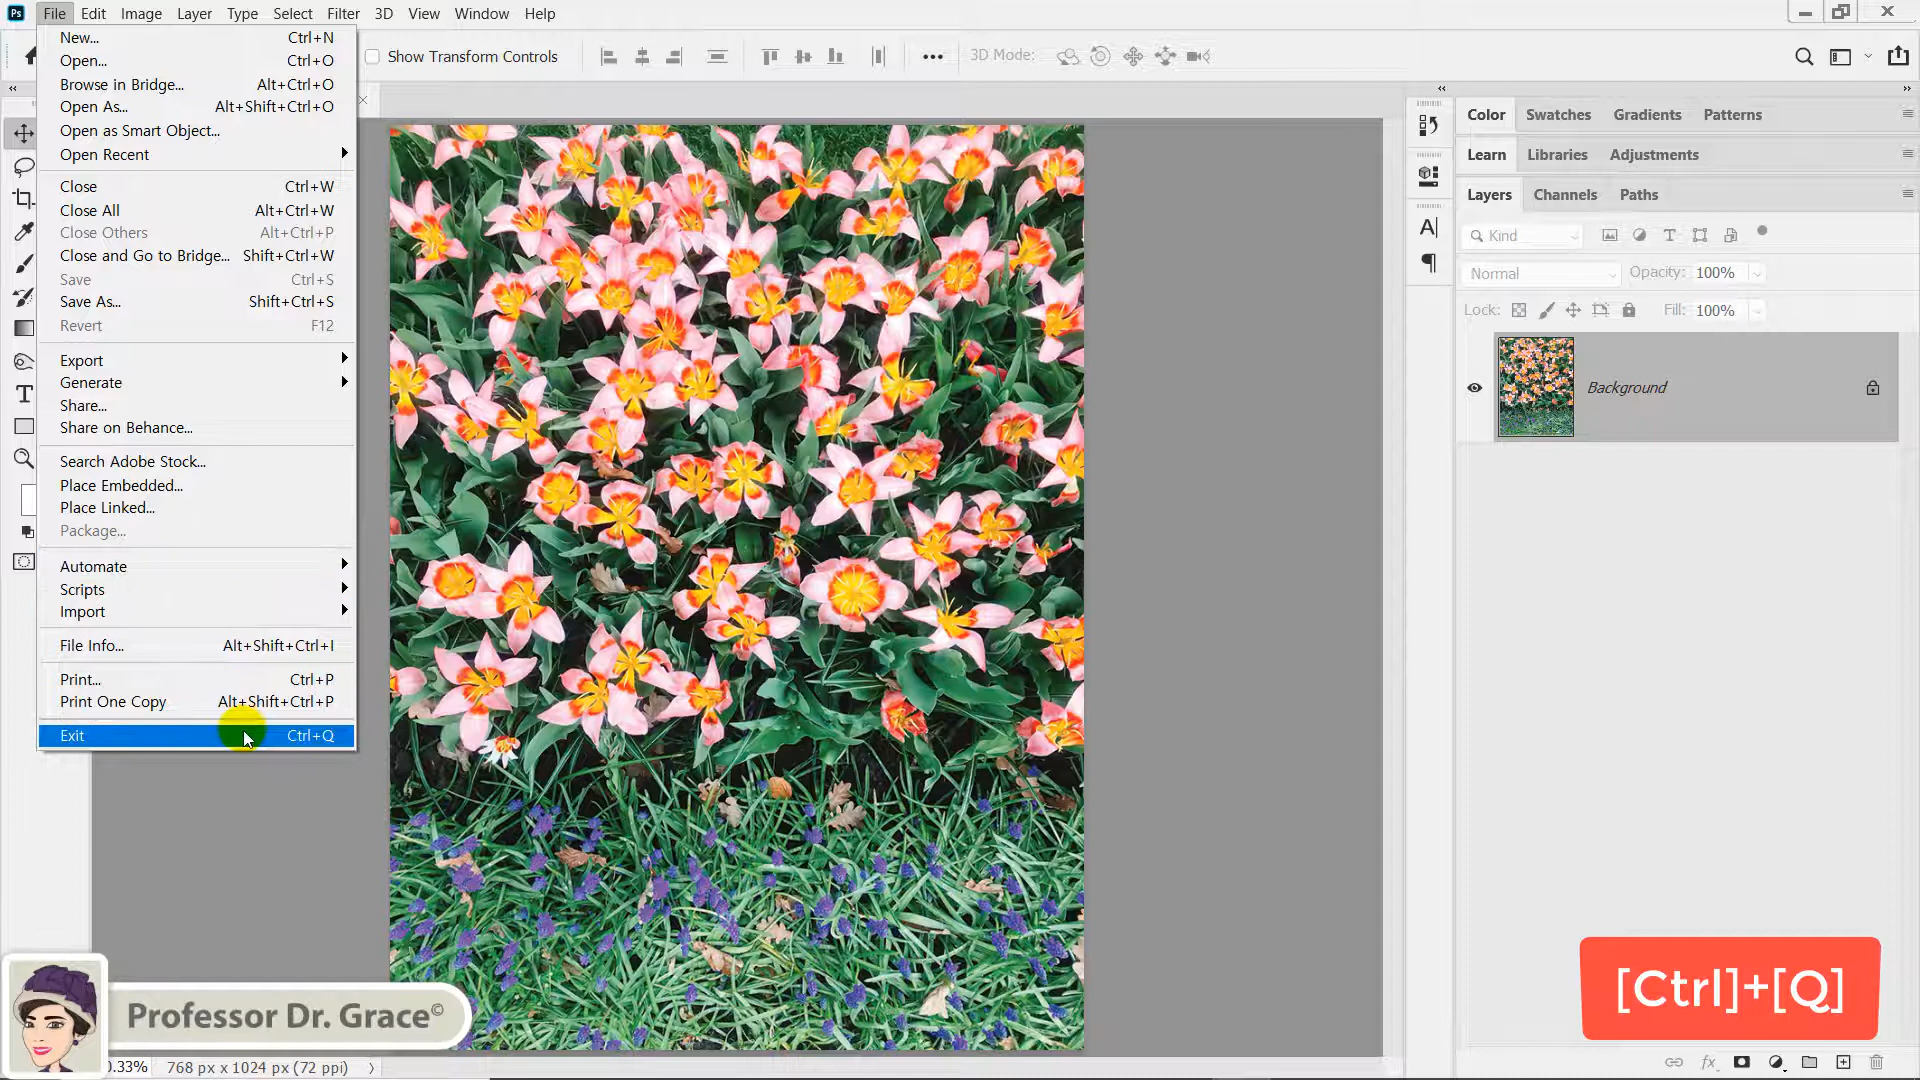 Ps File Edit Image Layer Type Select Filter 3D View Window Help
New... Ctrl+N
Open... Ctrl+O
Browse in Bridge... Alt+Ctrl+O
Open As... Alt+Shift+Ctrl+O
Open as Smart Object...
Open Recent
Close Ctrl+W
Close All Alt+Ctrl+W
Close Others Alt+Ctrl+P
Close and Go to Bridge... Shift+Ctrl+W
Save Ctrl+S
Save As... Shift+Ctrl+S
Revert F12
Export
Generate
Share...
Share on Behance...
Search Adobe Stock...
Place Embedded...
Place Linked...
Package...
Automate
Scripts
Import
File Info... Alt+Shift+Ctrl+I
Print... Ctrl+P
Print One Copy Alt+Shift+Ctrl+P
Exit Ctrl+Q
Show Transform Controls
3D Mode:
Color Swatches Gradients Patterns
Learn Libraries Adjustments
Layers Channels Paths
Kind
Normal Opacity: 100%
Lock: Fill: 100%
Background
[Ctrl]+[Q]
Professor Dr. Grace©
0.33% 768 px x 1024 px (72 ppi)
fx